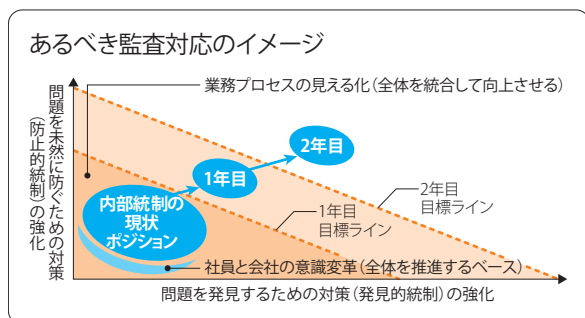 あるべき監査対応のイメージ
業務プロセスの見える化（全体を統合して向上させる）
問題を未然に防ぐための対策
（防止的統制）の強化
2年目
1年目
内部統制の
現状
ポジション
2年目
目標ライン
1年目
目標ライン
社員と会社の意識変革（全体を推進するベース）
問題を発見するための対策（発見的統制）の強化